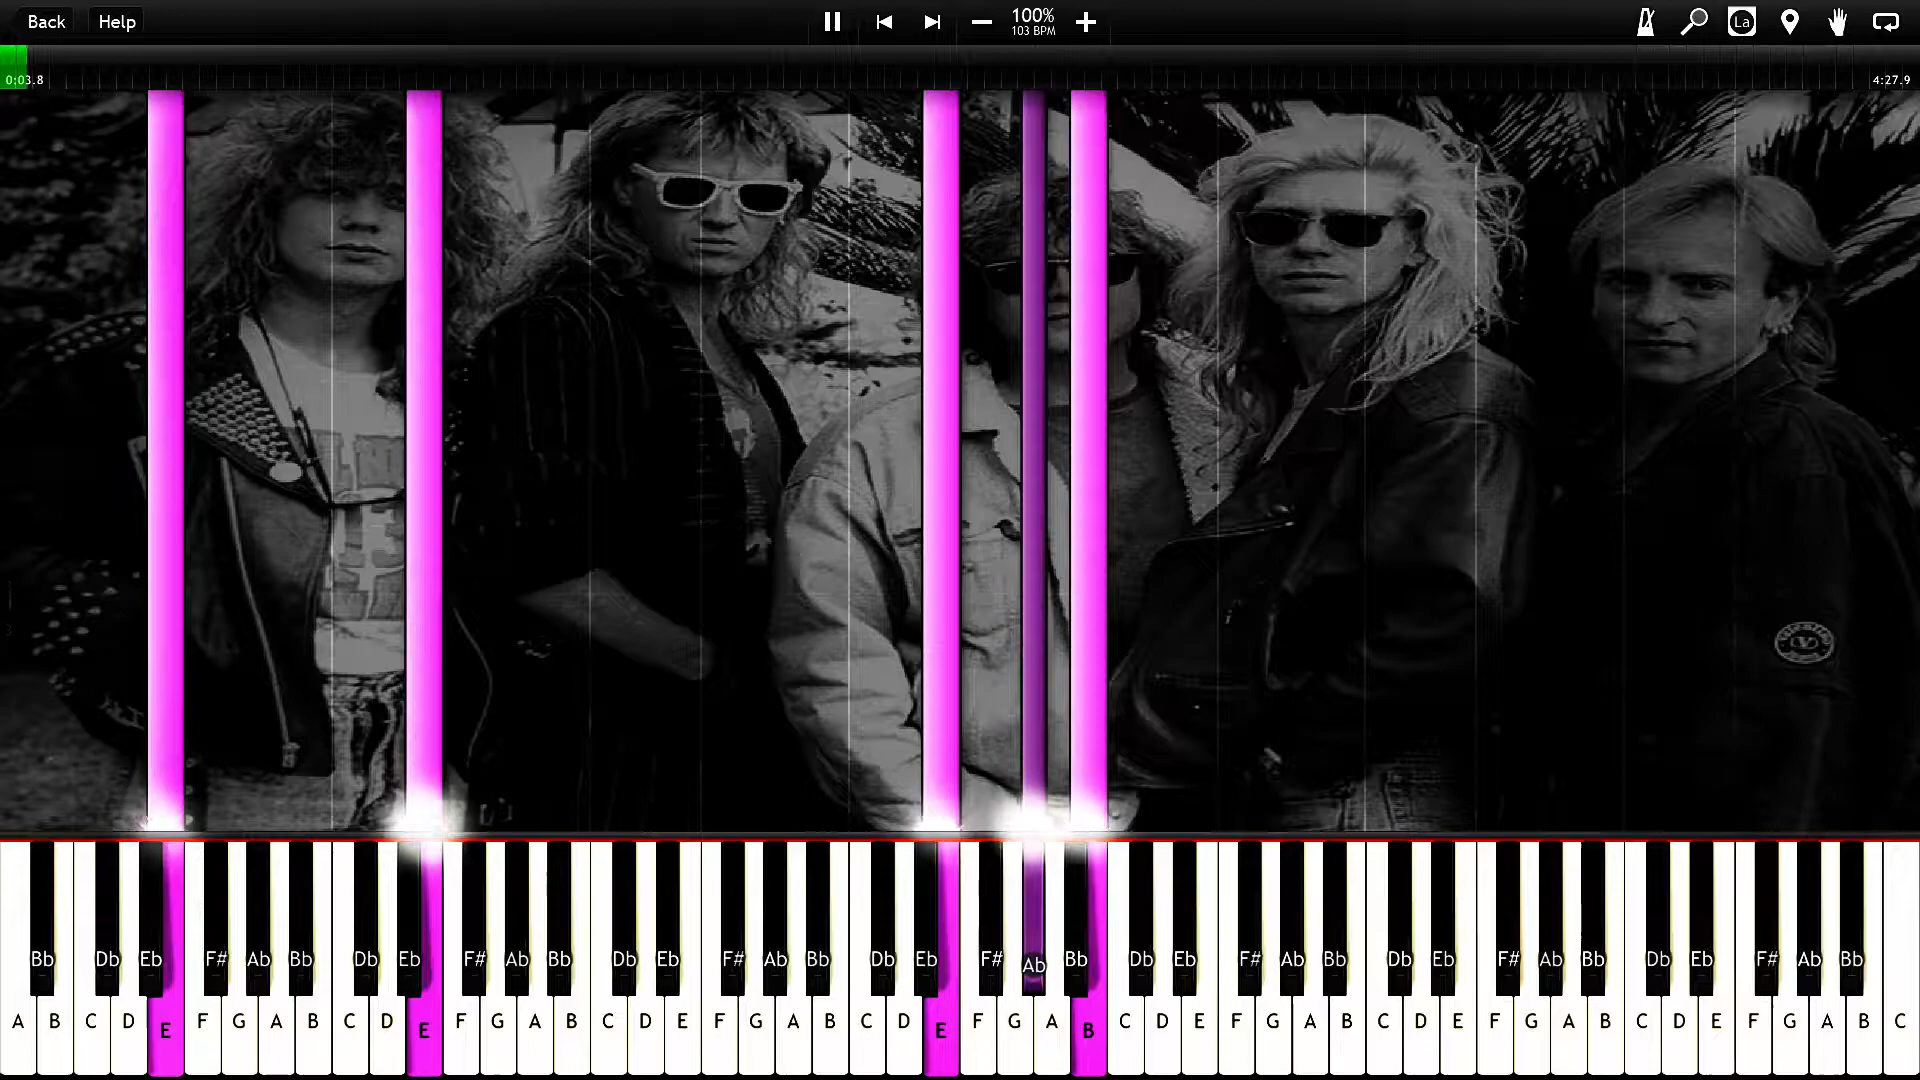 Back Help 100% 103 BPM La
0:03.8 4:27.9
Valentino
Bb Db Eb F# Ab Bb Db Eb F# Ab Bb Db Eb F# Ab Bb Db Eb F# Ab Bb Db Eb F# Ab Bb Db Eb F# Ab Bb Db Eb F# Ab Bb
A B C D E F G A B C D E F G A B C D E F G A B C D E F G A B C D E F G A B C D E F G A B C D E F G A B C